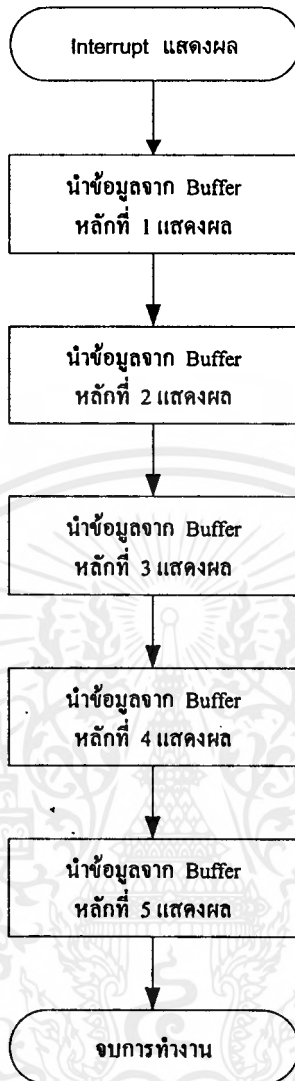 Interrupt แสดงผล
นำข้อมูลจาก Buffer
หลักที่ 1 แสดงผล
นำข้อมูลจาก Buffer
หลักที่ 2 แสดงผล
นำข้อมูลจาก Buffer
หลักที่ 3 แสดงผล
นำข้อมูลจาก Buffer
หลักที่ 4 แสดงผล
นำข้อมูลจาก Buffer
หลักที่ 5 แสดงผล
จบการทำงาน